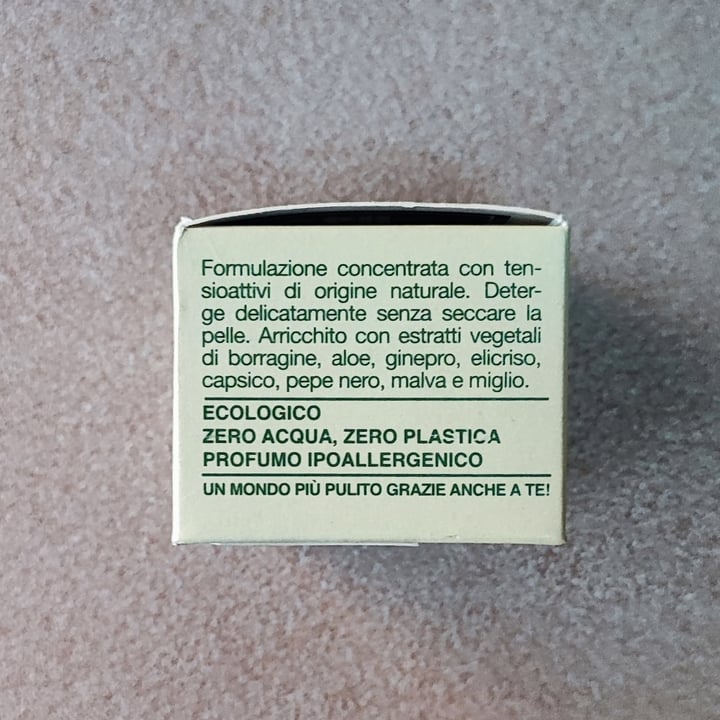 Formulazione concentrata con ten-
sioattivi di origine naturale. Deter-
ge delicatamente senza seccare la
pelle. Arricchito con estratti vegetali
di borragine, aloe, ginepro, elicriso,
capsico, pepe nero, malva e miglio.
ECOLOGICO
ZERO ACQUA, ZERO PLASTICA
PROFUMO IPOALLERGENICO
UN MONDO PIÙ PULITO GRAZIE ANCHE A TE!